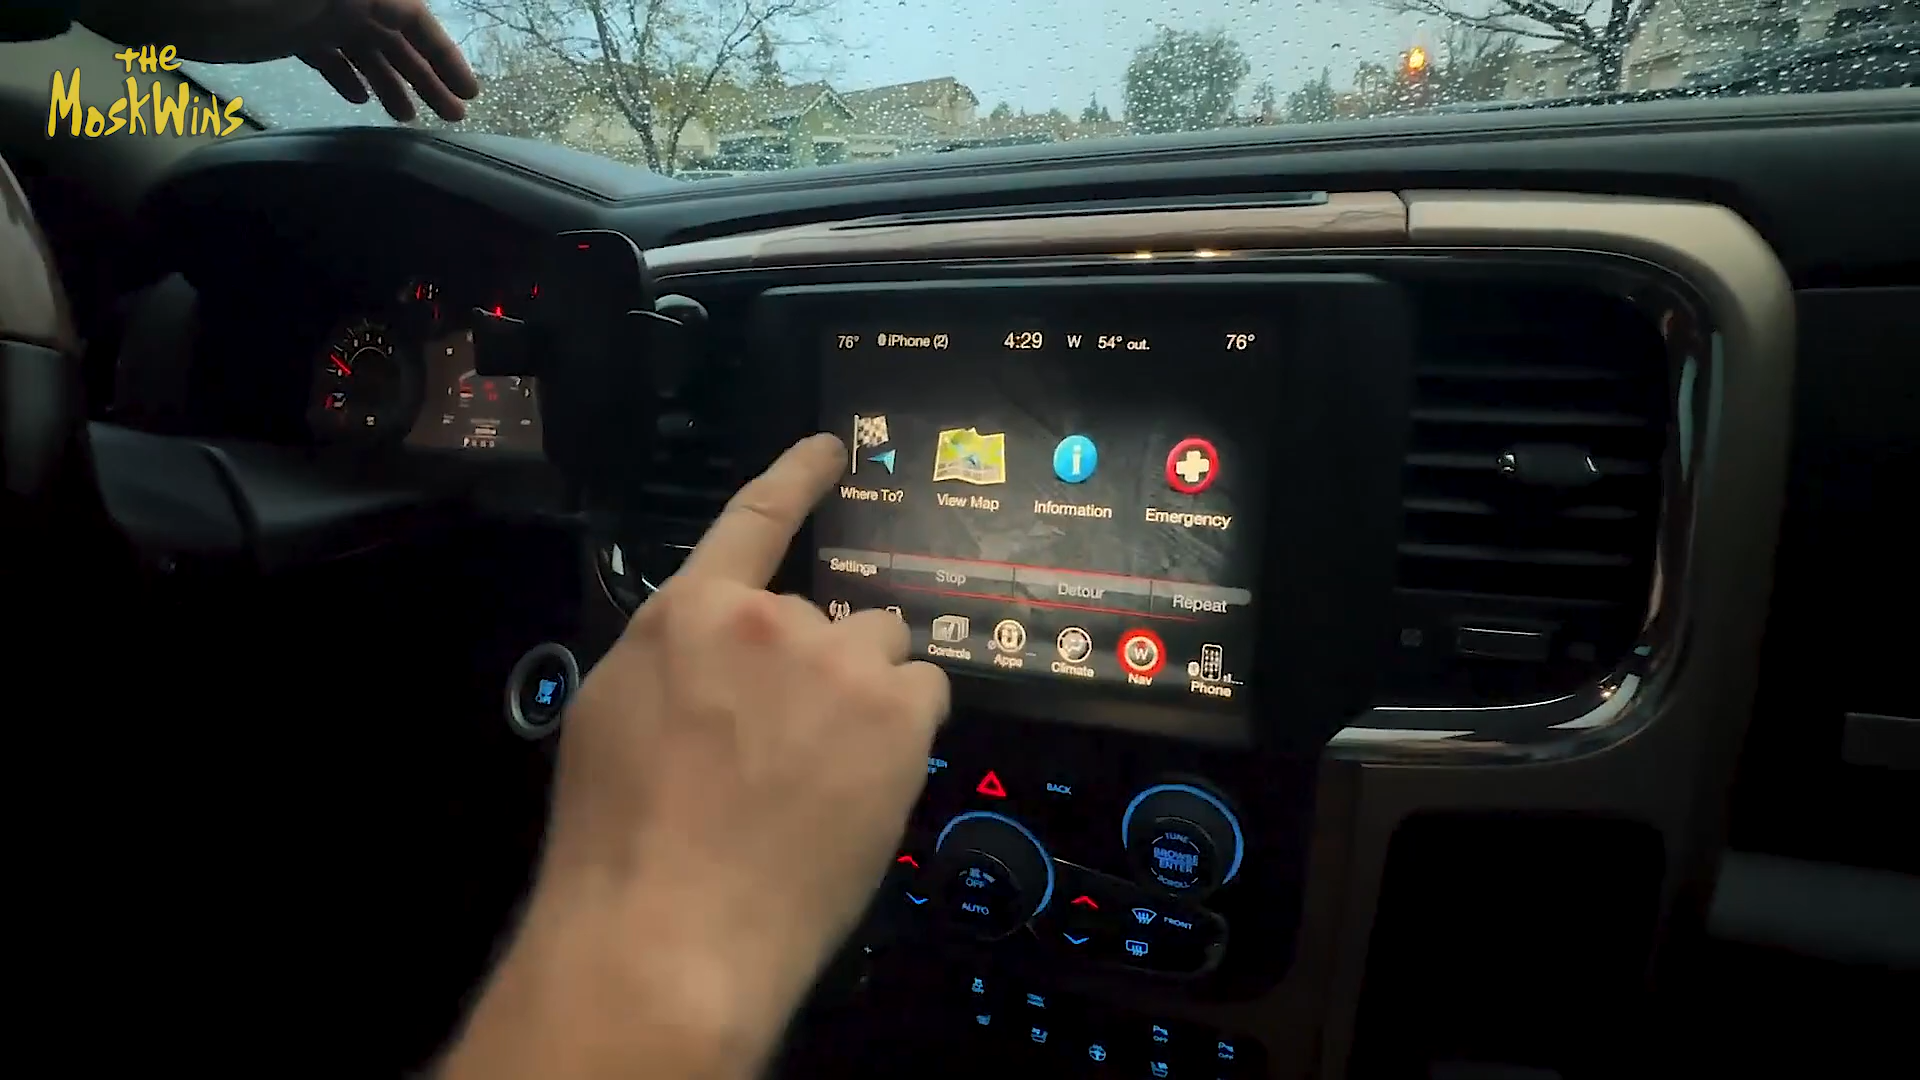 THE
MOSKWINS
76° iPhone (2) 4:29 W 54° out. 76°
Where To? View Map Information Emergency
Settings Stop Detour Repeat
Controls Apps Climate W Nav Phone
BACK
TUNE
BROWSE
ENTER
SCROLL
OFF
AUTO
FRONT